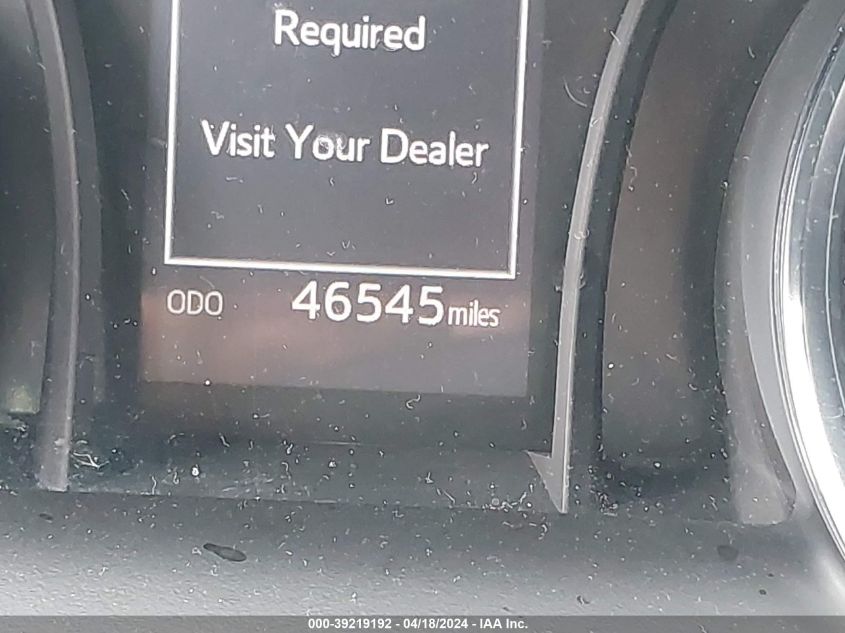 Required
Visit Your Dealer
ODO 46545 miles
000-39219192 - 04/18/2024 - IAA Inc.